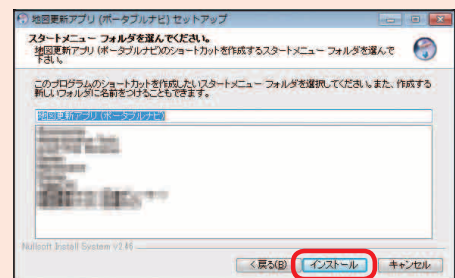 地図更新アプリ (ポータブルナビ) セットアップ
スタートメニュー フォルダを選んでください。
地図更新アプリ (ポータブルナビ)のショートカットを作成するスタートメニュー フォルダを選んで
下さい。
このプログラムのショートカットを作成したいスタートメニュー フォルダを選択してください。また、作成する
新しいフォルダに名前をつけることもできます。
地図更新アプリ (ポータブルナビ)
Nullsoft Install System v2.46
< 戻る(B)
インストール
キャンセル